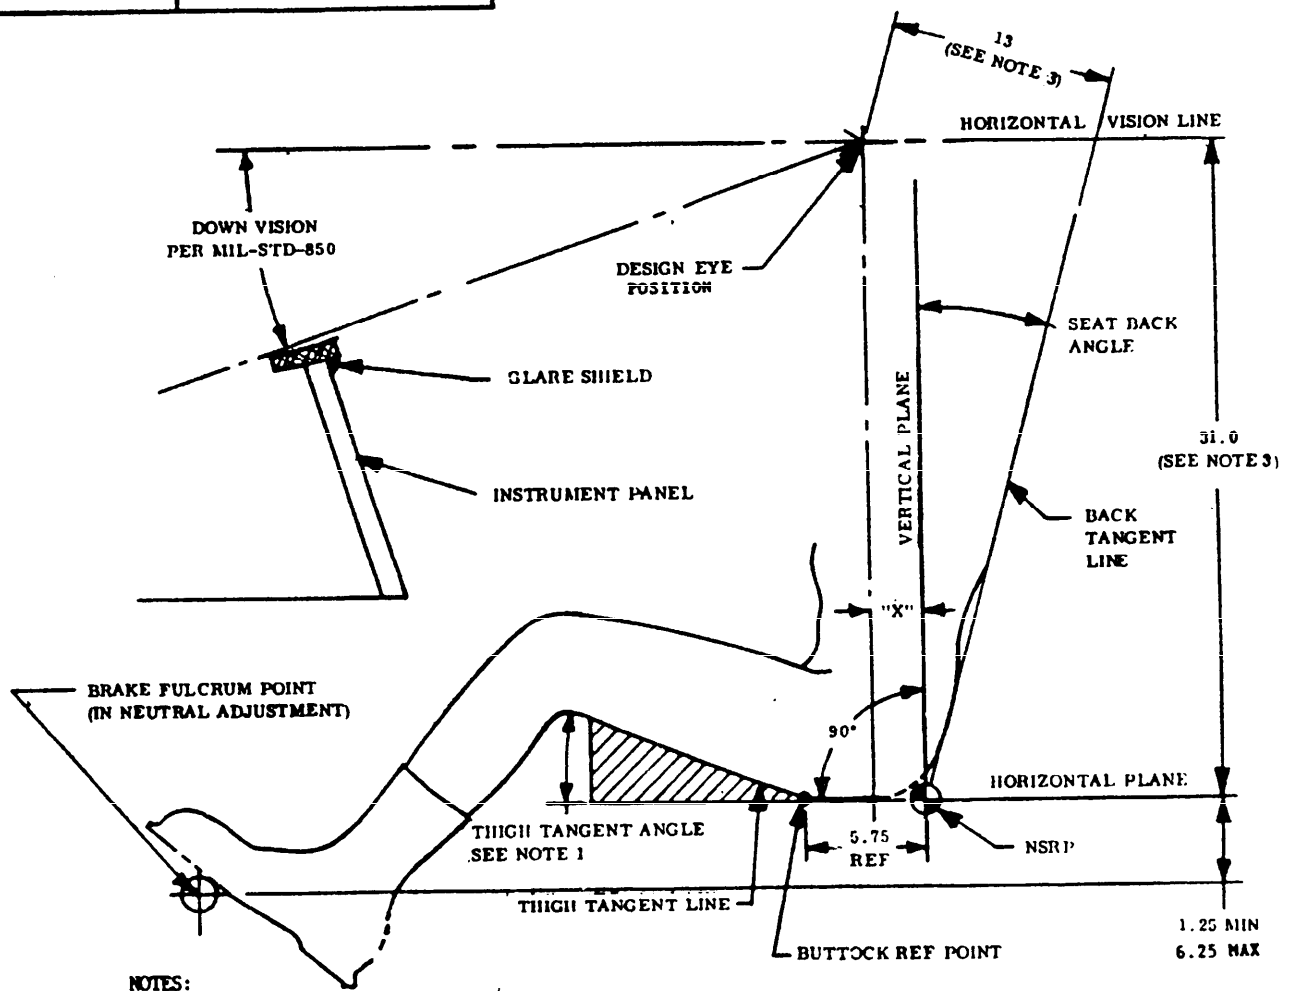 13
(SEE NOTE 3)
HORIZONTAL VISION LINE
DOWN VISION
PER MIL-STD-850
DESIGN EYE
POSITION
SEAT BACK
ANGLE
GLARE SHIELD
VERTICAL PLANE
31.0
(SEE NOTE 3)
INSTRUMENT PANEL
BACK
TANGENT
LINE
"X"
BRAKE FULCRUM POINT
(IN NEUTRAL ADJUSTMENT)
90°
HORIZONTAL PLANE
THIGH TANGENT ANGLE
SEE NOTE 1
5.75
REF
NSRP
THIGH TANGENT LINE
BUTTOCK REF POINT
1.25 MIN
6.25 MAX
NOTES: